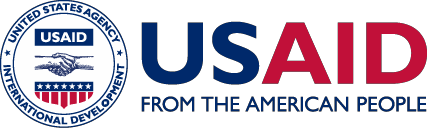 UNITED STATES AGENCY
USAID
INTERNATIONAL DEVELOPMENT
USAID
FROM THE AMERICAN PEOPLE